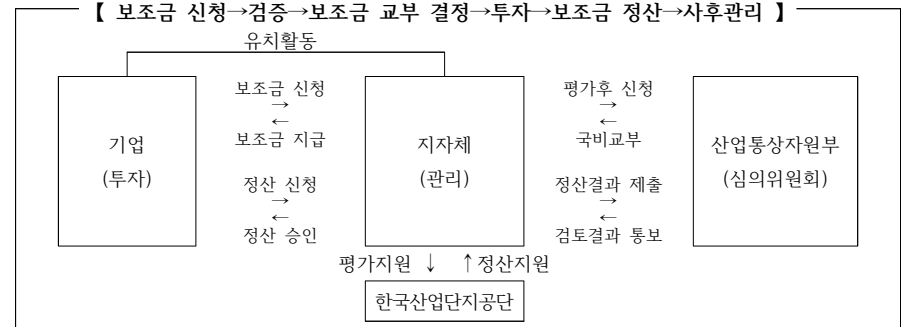 【 보조금 신청→검증→보조금 교부 결정→투자→보조금 정산→사후관리 】
유치활동
기업
(투자)
보조금 신청
→
←
보조금 지급
정산 신청
→
←
정산 승인
지자체
(관리)
평가후 신청
→
←
국비교부
정산결과 제출
→
←
검토결과 통보
산업통상자원부
(심의위원회)
평가지원 ↓ ↑정산지원
한국산업단지공단